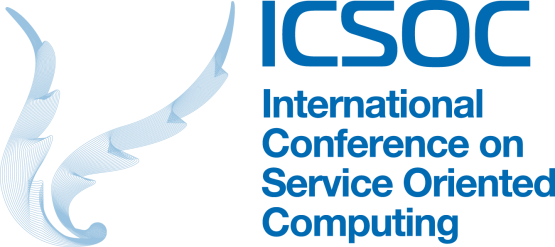 ICSOC
International
Conference on
Service Oriented
Computing